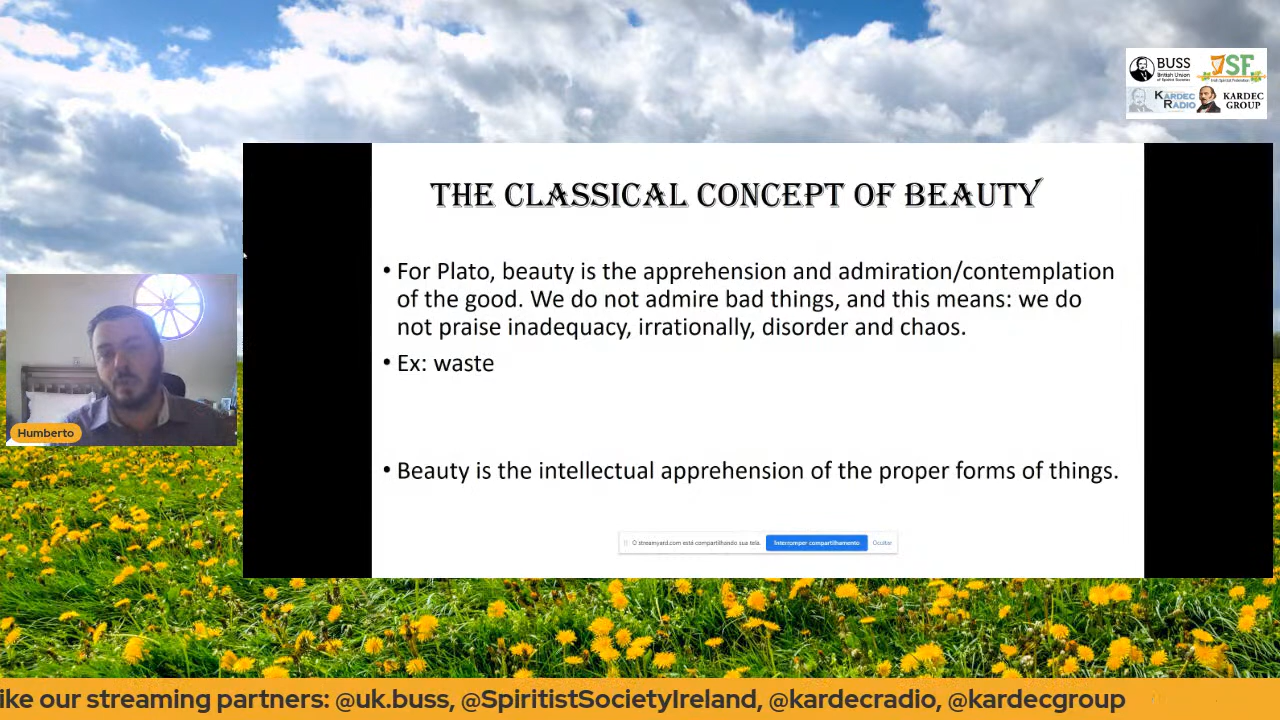 BUSS
British Union
of Spiritist Societies
JSF
Irish Spiritist Federation
KARDEC
RADIO
KARDEC
GROUP
THE CLASSICAL CONCEPT OF BEAUTY
• For Plato, beauty is the apprehension and admiration/contemplation
of the good. We do not admire bad things, and this means: we do
not praise inadequacy, irrationally, disorder and chaos.
• Ex: waste
• Beauty is the intellectual apprehension of the proper forms of things.
O streamyard.com está compartilhando sua tela.
Interromper compartilhamento
Ocultar
Humberto
ike our streaming partners: @uk.buss, @SpiritistSocietyIreland, @kardecradio, @kardecgroup